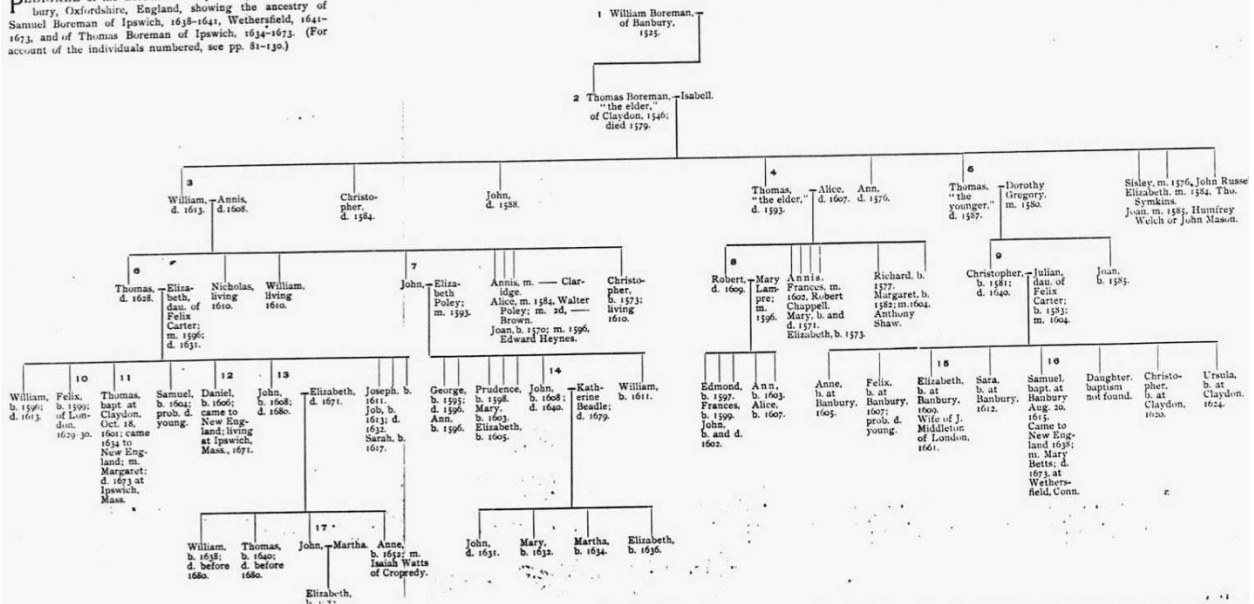 bury, Oxfordshire, England, showing the ancestry of
Samuel Boreman of Ipswich, 1638-1641, Wethersfield, 1641-
1673, and of Thomas Boreman of Ipswich, 1634-1673. (For
account of the individuals numbered, see pp. 81-130.)
1 William Boreman
of Banbury,
1525.
2 Thomas Boreman, Isabell.
"the elder,"
of Claydon, 1546;
died 1579.
3
William, Annis,
d. 1613. d. 1608.
Christo-
pher,
d. 1584.
John,
d. 1588.
4
Thomas, Alice,
"the elder," d. 1607.
d. 1593.
Ann,
d. 1576.
5
Thomas, Dorothy
"the Gregory.
younger," m. 1580.
d. 1587.
Sisley, m. 1576, John Russel
Elizabeth, m. 1584, Tho.
Symkins.
Joan, m. 1585, Humfrey
Welch or John Mason.
6
Thomas, Eliza-
d. 1628. beth,
dau. of
Felix
Carter;
m. 1596;
d. 1631.
Nicholas,
living
1610.
William,
living
1610.
7
John, Eliza-
beth
Poley;
m. 1593.
Annis, m. — Clar-
idge.
Alice, m. 1584, Walter
Poley; m. 2d, —
Brown.
Joan, b. 1570; m. 1596,
Edward Heynes.
Christo-
pher,
b. 1573;
living
1610.
8
Robert, Mary
d. 1609. Lam-
pre;
m.
1596.
Annis.
Frances, m.
1602, Robert
Chappell.
Mary, b. and
d. 1571.
Elizabeth, b. 1573.
Richard, b.
1577.
Margaret, b.
1582; m. 1604,
Anthony
Shaw.
9
Christopher, Julian,
b. 1581; dau. of
d. 1640. Felix
Carter;
b. 1583;
m. 1604.
Joan,
b. 1585.
William,
b. 1596;
d. 1613.
10
Felix,
b. 1599;
of Lon-
don,
1629-30.
11
Thomas,
bapt. at
Claydon,
Oct. 18,
1601; came
1634 to
New Eng-
land; m.
Margaret;
d. 1673 at
Ipswich,
Mass.
Samuel,
b. 1604;
prob. d.
young.
12
Daniel,
b. 1606;
came to
New Eng-
land; living
at Ipswich,
Mass., 1671.
13
John, Elizabeth,
b. 1608; d. 1671.
d. 1680.
Joseph, b.
1611.
Job, b.
1613; d.
1632.
Sarah, b.
1617.
George,
b. 1595;
d. 1596.
Ann,
b. 1596.
Prudence,
b. 1598.
Mary,
b. 1603.
Elizabeth,
b. 1605.
14
John, Kath-
b. 1608; erine
d. 1640. Beadle;
d. 1679.
William,
b. 1611.
Edmond,
b. 1597.
Frances,
b. 1599.
John,
b. and d.
1602.
Ann,
b. 1603.
Alice,
b. 1607.
Anne,
b. at
Banbury,
1605.
Felix,
b. at
Banbury,
1607;
prob. d.
young.
15
Elizabeth,
b. at
Banbury,
1609.
Wife of J.
Middleton
of London,
1661.
Sara,
b. at
Banbury,
1612.
16
Samuel,
bapt. at
Banbury
Aug. 20,
1615.
Came to
New Eng-
land 1638;
m. Mary
Betts; d.
1673, at
Wethers-
field, Conn.
Daughter,
baptism
not found.
Christo-
pher,
b. at
Claydon,
1620.
Ursula,
b. at
Claydon,
1624.
William,
b. 1638;
d. before
1680.
Thomas,
b. 1640;
d. before
1680.
17
John, Martha.
Anne,
b. 1652; m.
Isaiah Watts
of Cropredy.
John,
d. 1631.
Mary,
b. 1632.
Martha,
b. 1634.
Elizabeth,
b. 1636.
Elizabeth,